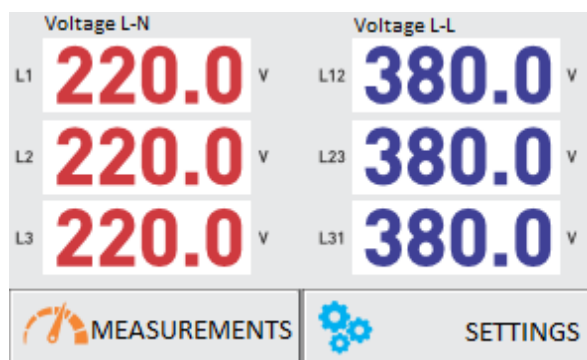 Voltage L-N Voltage L-L
L1 220.0 V L12 380.0 V
L2 220.0 V L23 380.0 V
L3 220.0 V L31 380.0 V
MEASUREMENTS SETTINGS